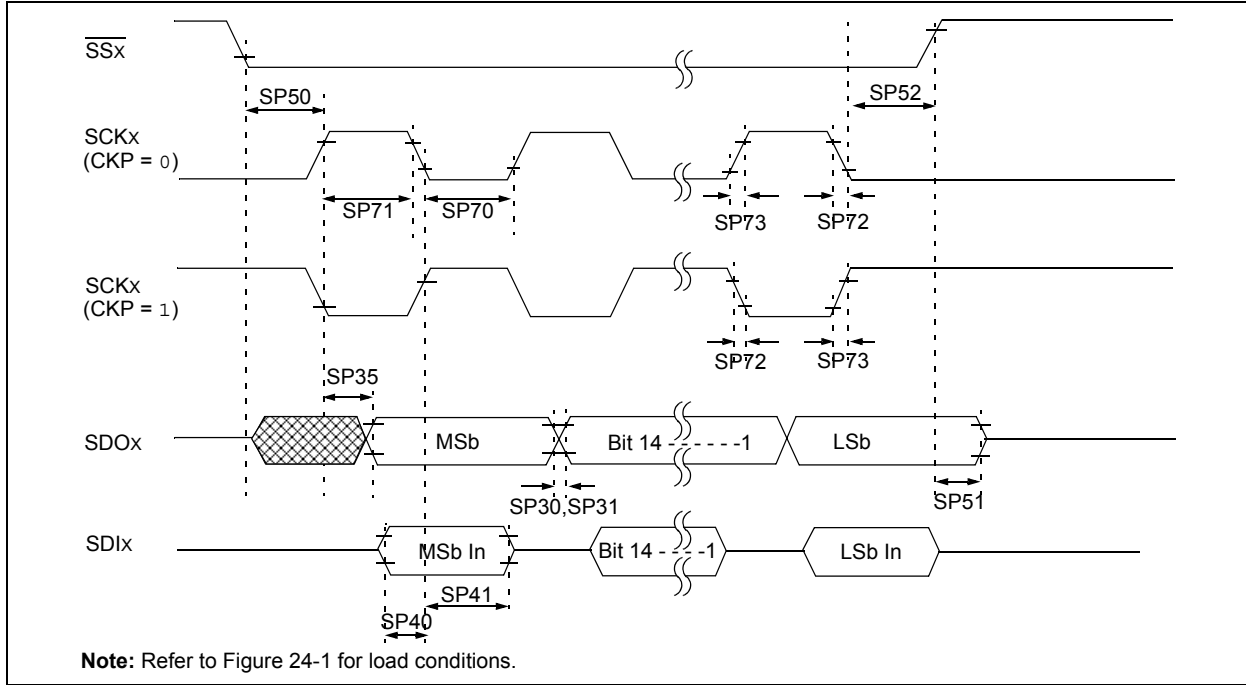 SSx
SP50
SP52
SCKx
(CKP = 0)
SP71
SP70
SP73
SP72
SCKx
(CKP = 1)
SP72
SP73
SP35
SDOx
MSb
Bit 14 - - - - - -1
LSb
SP30,SP31
SP51
SDIx
MSb In
Bit 14 - - - -1
LSb In
SP41
SP40
Note: Refer to Figure 24-1 for load conditions.